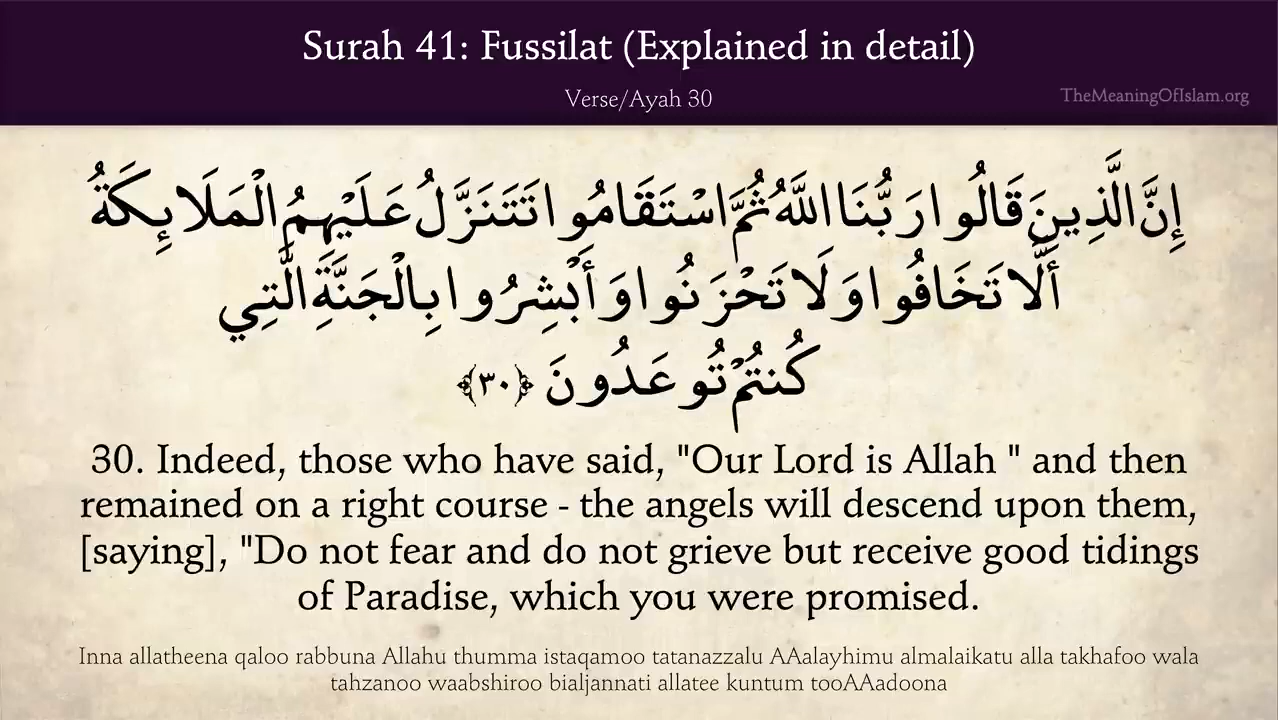 Surah 41: Fussilat (Explained in detail)
Verse/Ayah 30
TheMeaningOfIslam.org
إِنَّ الَّذِينَ قَالُوا رَبُّنَا اللَّهُ ثُمَّ اسْتَقَامُوا تَتَنَزَّلُ عَلَيْهِمُ الْمَلَائِكَةُ
أَلَّا تَخَافُوا وَلَا تَحْزَنُوا وَأَبْشِرُوا بِالْجَنَّةِ الَّتِي
كُنتُمْ تُوعَدُونَ ﴿٣٠﴾
30. Indeed, those who have said, "Our Lord is Allah " and then
remained on a right course - the angels will descend upon them,
[saying], "Do not fear and do not grieve but receive good tidings
of Paradise, which you were promised.
Inna allatheena qaloo rabbuna Allahu thumma istaqamoo tatanazzalu AAalayhimu almalaikatu alla takhafoo wala
tahzanoo waabshiroo bialjannati allatee kuntum tooAAadoona